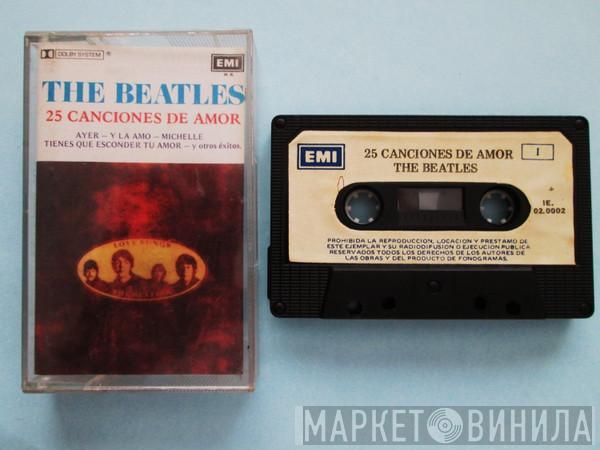 DOLBY SYSTEM ®
EMI
THE BEATLES
25 CANCIONES DE AMOR
AYER – Y LA AMO – MICHELLE
TIENES QUE ESCONDER TU AMOR – y otros éxitos.
LOVE SONGS
EMI
25 CANCIONES DE AMOR
THE BEATLES
1
IE.
02.0002
PROHIBIDA LA REPRODUCCION, LOCACION Y PRESTAMO DE
ESTE EJEMPLAR Y SU RADIODIFUSION O EJECUCION PUBLICA
RESERVADOS TODOS LOS DERECHOS DE LOS AUTORES DE
LAS OBRAS Y DEL PRODUCTO DE FONOGRAMAS.
МАРКЕТ ВИНИЛА